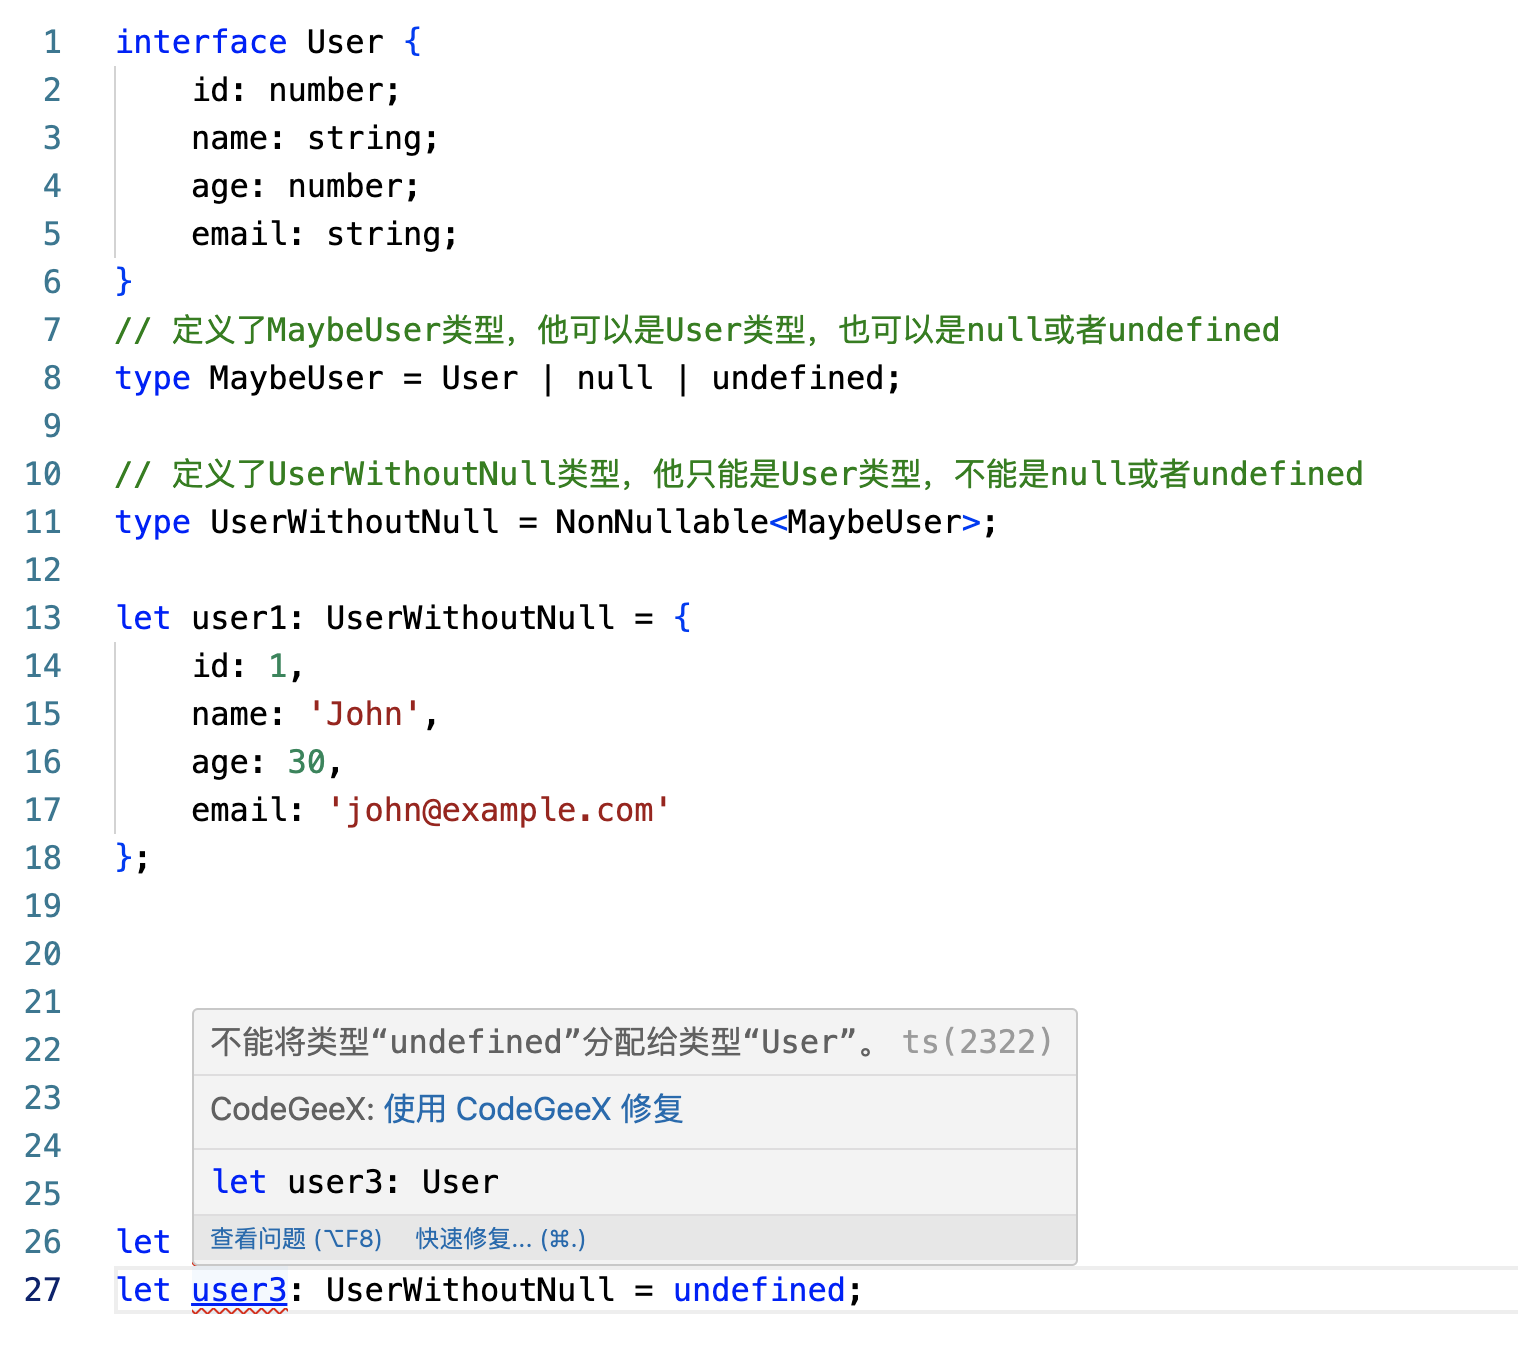 1 interface User {
2 id: number;
3 name: string;
4 age: number;
5 email: string;
6 }
7 // 定义了MaybeUser类型，他可以是User类型，也可以是null或者undefined
8 type MaybeUser = User | null | undefined;
9
10 // 定义了UserWithoutNull类型，他只能是User类型，不能是null或者undefined
11 type UserWithoutNull = NonNullable<MaybeUser>;
12
13 let user1: UserWithoutNull = {
14 id: 1,
15 name: 'John',
16 age: 30,
17 email: 'john@example.com'
18 };
19
20
21
不能将类型“undefined”分配给类型“User”。 ts(2322)
22
23
CodeGeeX: 使用 CodeGeeX 修复
24
let user3: User
25
查看问题 (⌥F8) 快速修复... (⌘.)
26 let
27 let user3: UserWithoutNull = undefined;